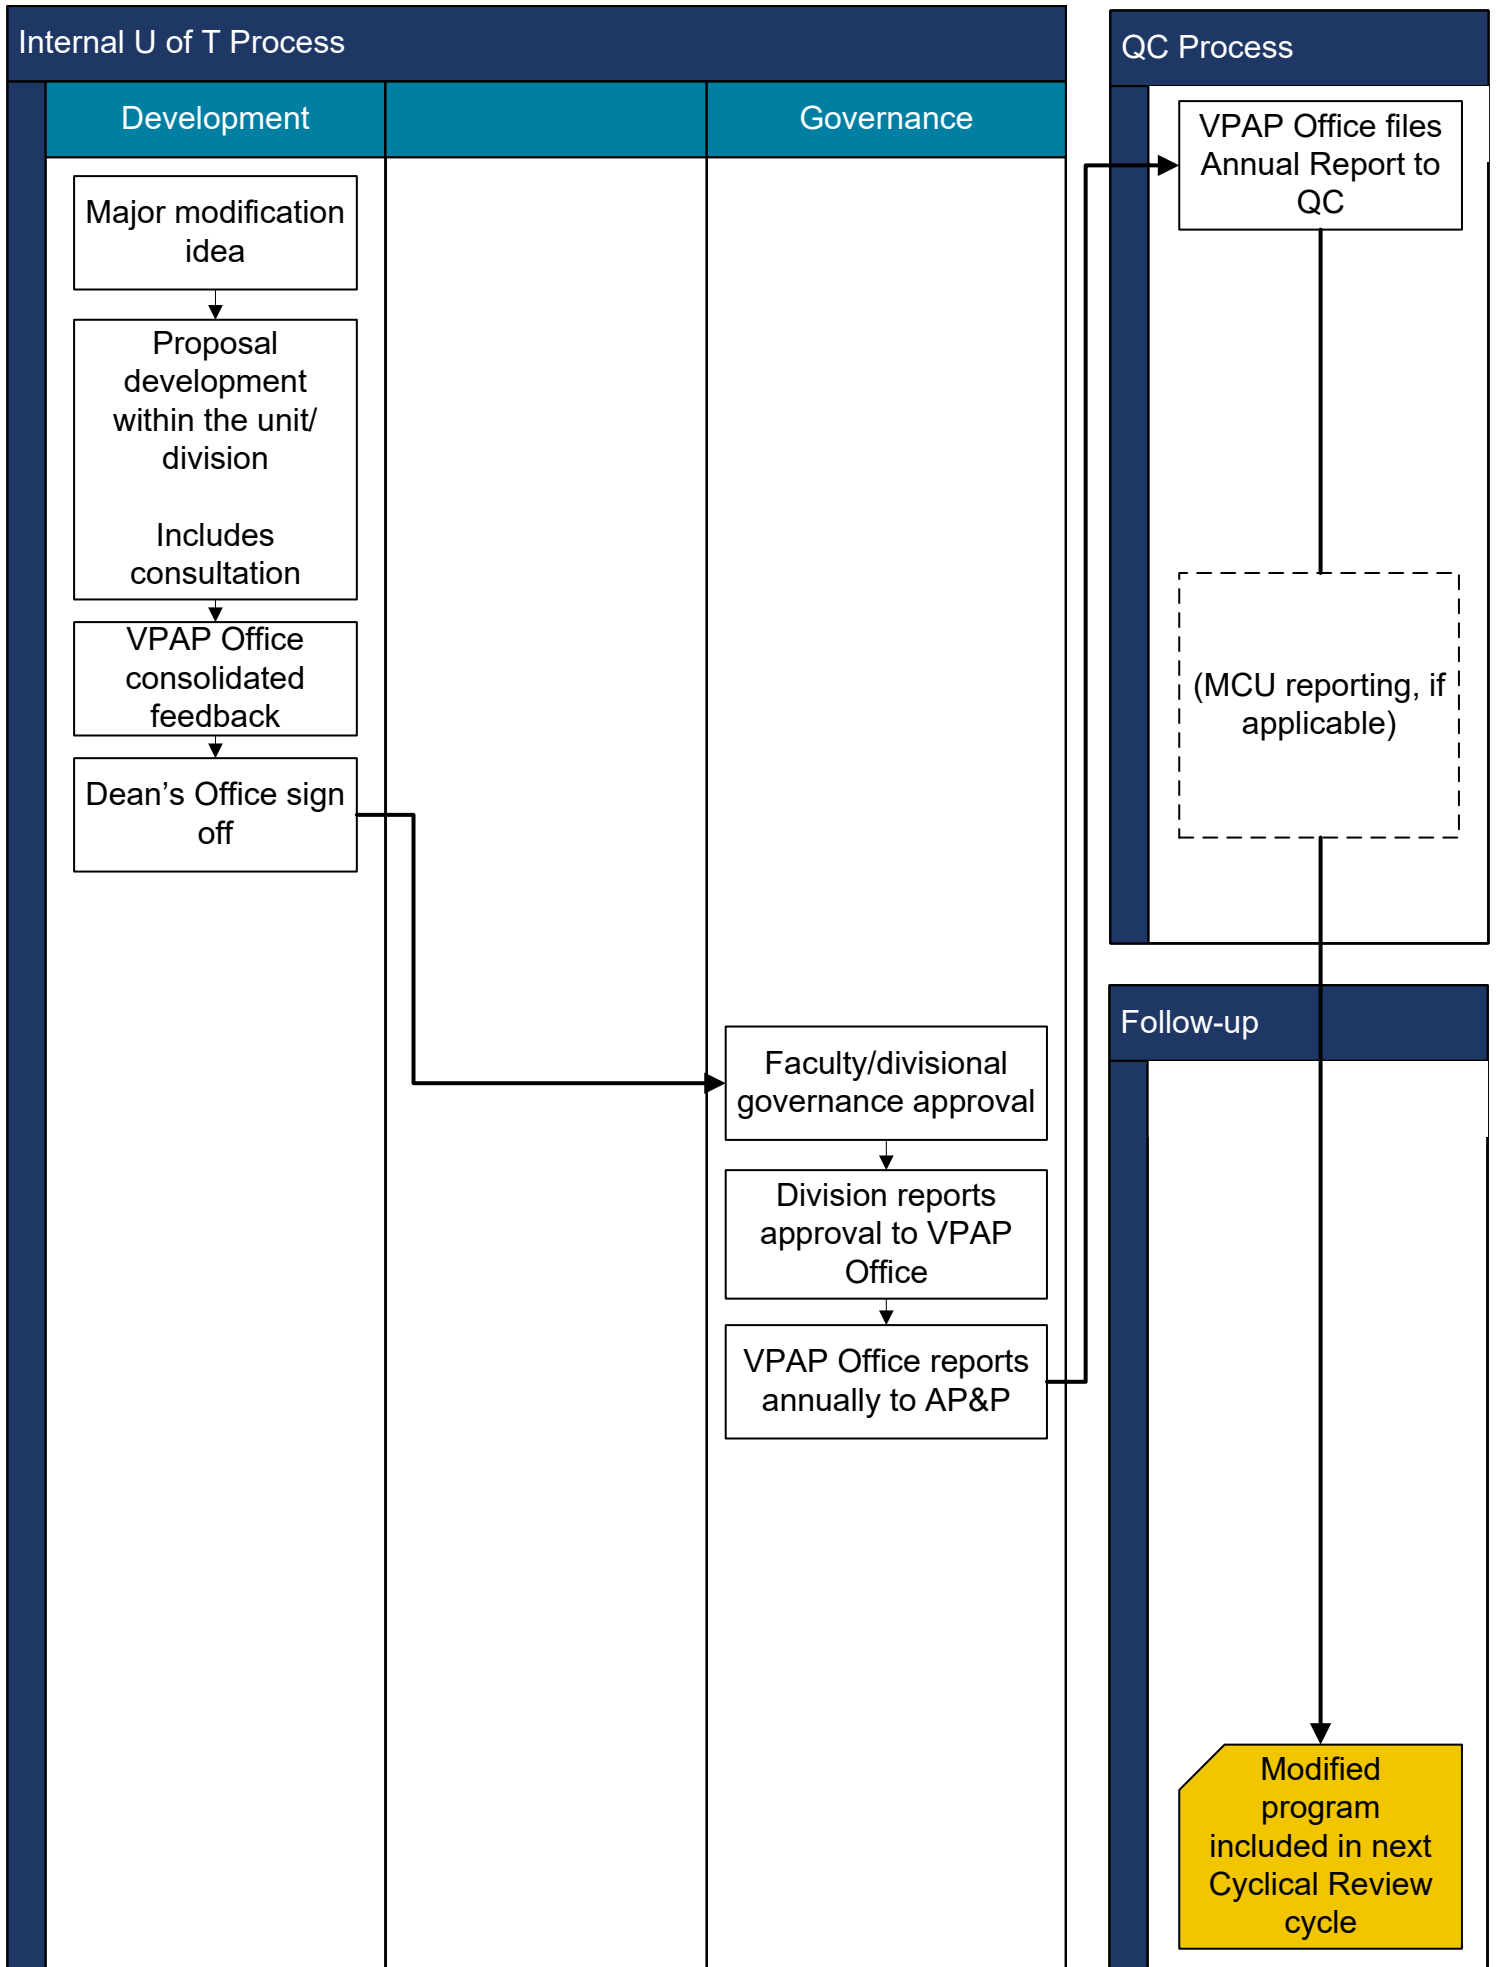 Internal U of T Process
Development
Governance
Major modification
idea
Proposal
development
within the unit/
division
Includes
consultation
VPAP Office
consolidated
feedback
Dean’s Office sign
off
Faculty/divisional
governance approval
Division reports
approval to VPAP
Office
VPAP Office reports
annually to AP&P
QC Process
VPAP Office files
Annual Report to
QC
(MCU reporting, if
applicable)
Follow-up
Modified
program
included in next
Cyclical Review
cycle